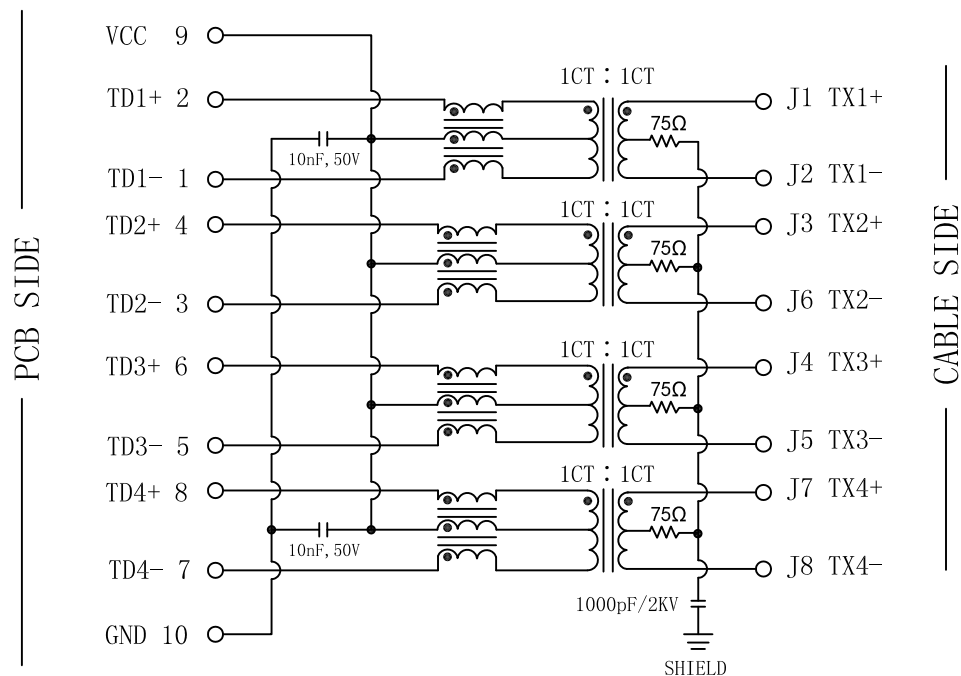 VCC 9
1CT : 1CT
TD1+ 2
J1 TX1+
75Ω
10nF, 50V
TD1- 1
J2 TX1-
1CT : 1CT
TD2+ 4
J3 TX2+
75Ω
TD2- 3
J6 TX2-
PCB SIDE
CABLE SIDE
1CT : 1CT
TD3+ 6
J4 TX3+
75Ω
TD3- 5
J5 TX3-
1CT : 1CT
TD4+ 8
J7 TX4+
75Ω
10nF, 50V
TD4- 7
J8 TX4-
1000pF/2KV
GND 10
SHIELD